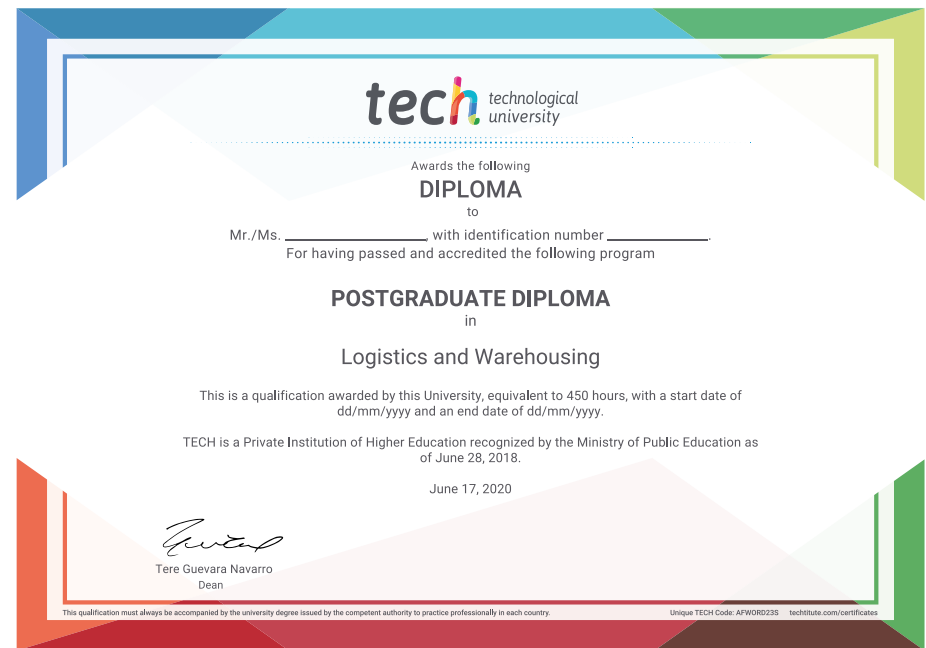 tech technological
university
Awards the following
DIPLOMA
to
Mr./Ms. ____________________, with identification number ______________.
For having passed and accredited the following program
POSTGRADUATE DIPLOMA
in
Logistics and Warehousing
This is a qualification awarded by this University, equivalent to 450 hours, with a start date of
dd/mm/yyyy and an end date of dd/mm/yyyy.
TECH is a Private Institution of Higher Education recognized by the Ministry of Public Education as
of June 28, 2018.
June 17, 2020
Tere Guevara Navarro
Dean
This qualification must always be accompanied by the university degree issued by the competent authority to practice professionally in each country. Unique TECH Code: AFWORD23S techtitute.com/certificates